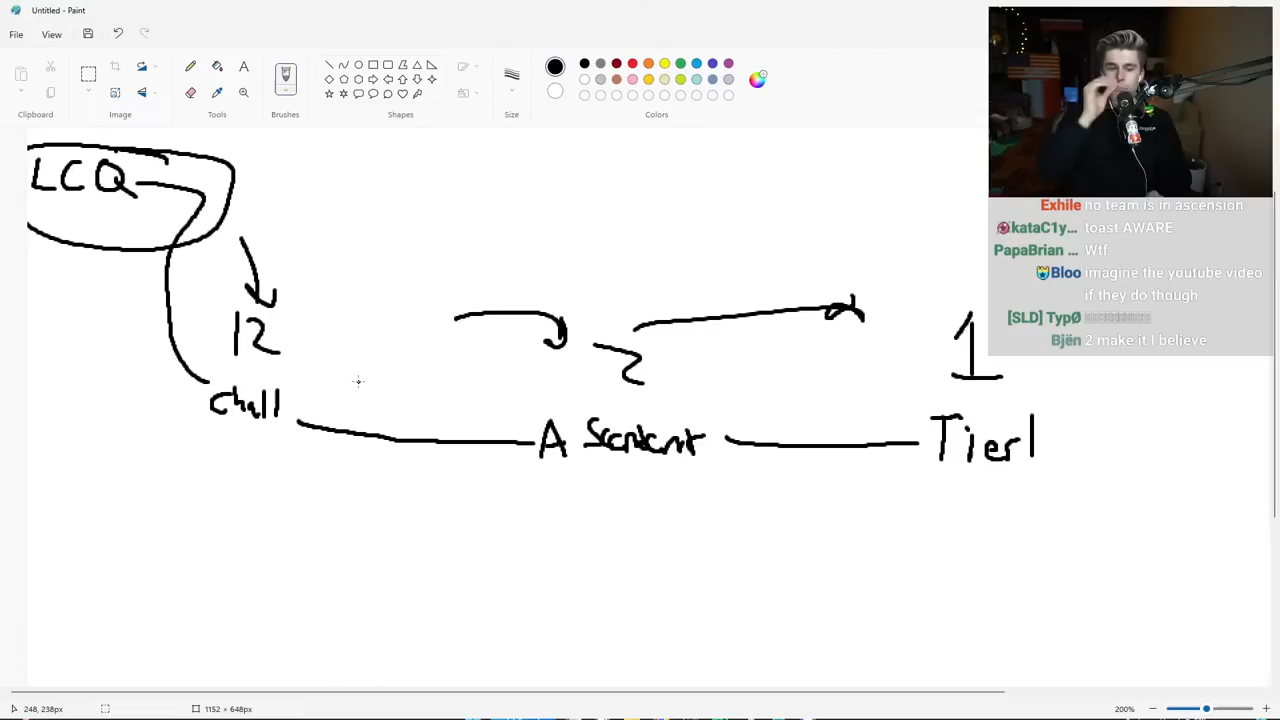 Untitled - Paint
File View
Clipboard Image Tools Brushes Shapes Size Colors
LCQ
12
2
1
Chall
Tier 1
Exhile no team is in ascension
kataC1y... toast AWARE
PapaBrian ... Wtf
Bloo imagine the youtube video
if they do though
[SLD] TypØ
Bjën 2 make it I believe
248, 238px
1152 × 648px
200%